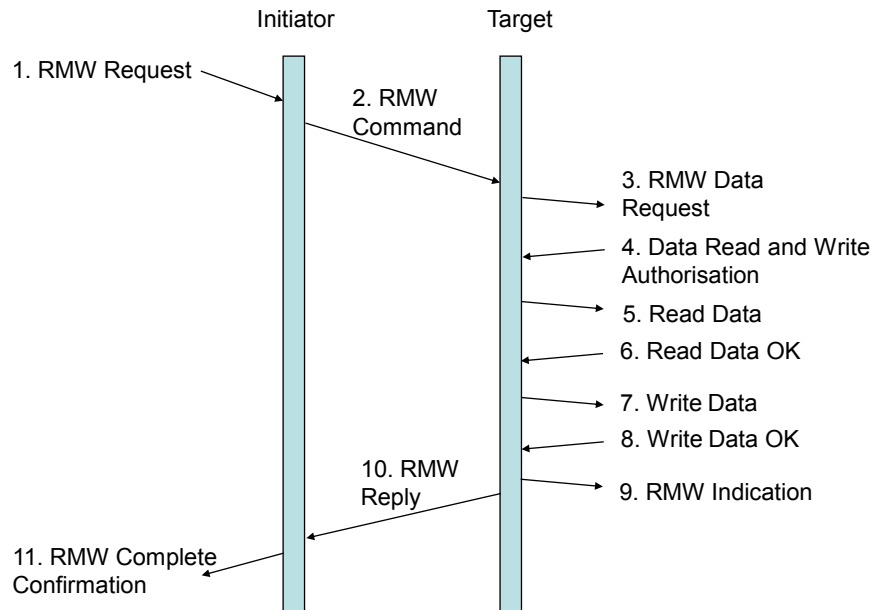 Initiator
Target
1. RMW Request
2. RMW
Command
3. RMW Data
Request
4. Data Read and Write
Authorisation
5. Read Data
6. Read Data OK
7. Write Data
8. Write Data OK
9. RMW Indication
10. RMW
Reply
11. RMW Complete
Confirmation